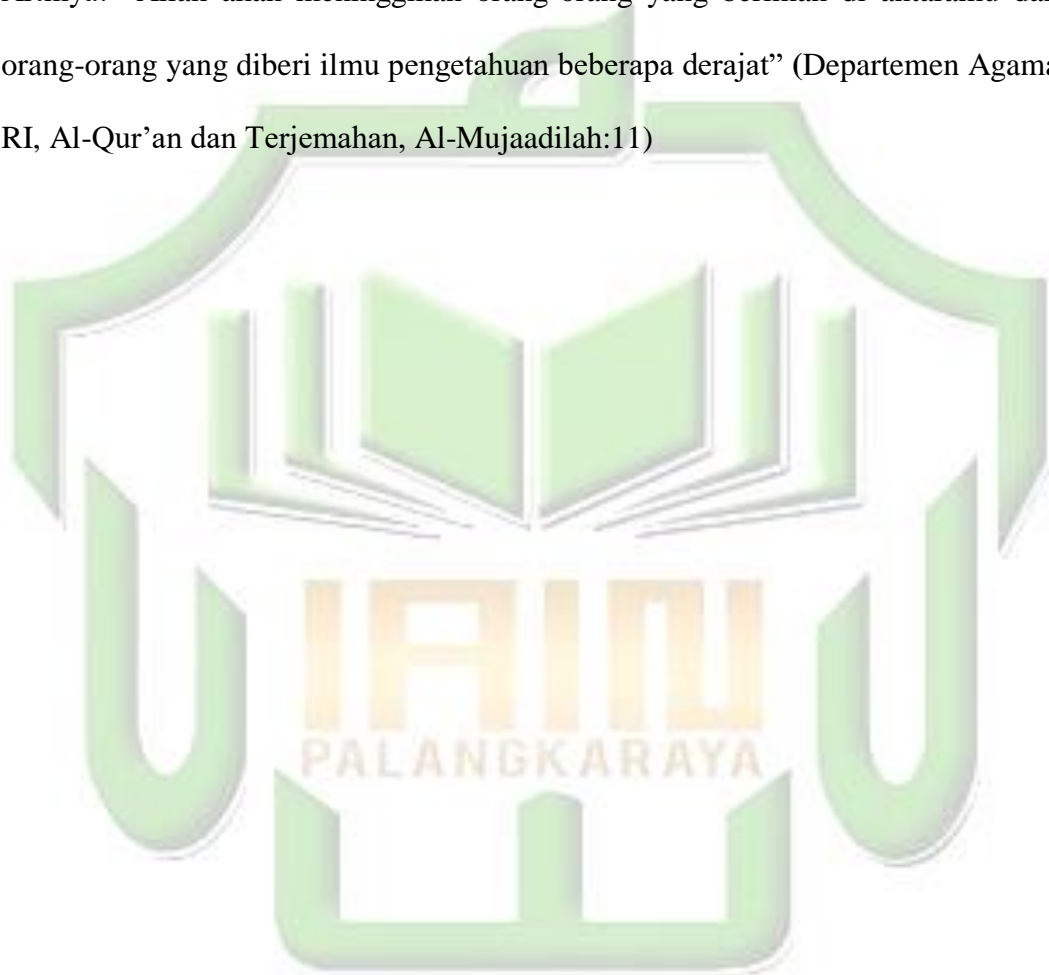 orang-orang yang diberi ilmu pengetahuan beberapa derajat” (Departemen Agama
RI, Al-Qur’an dan Terjemahan, Al-Mujaadilah:11)
IAIN
PALANGKARAYA